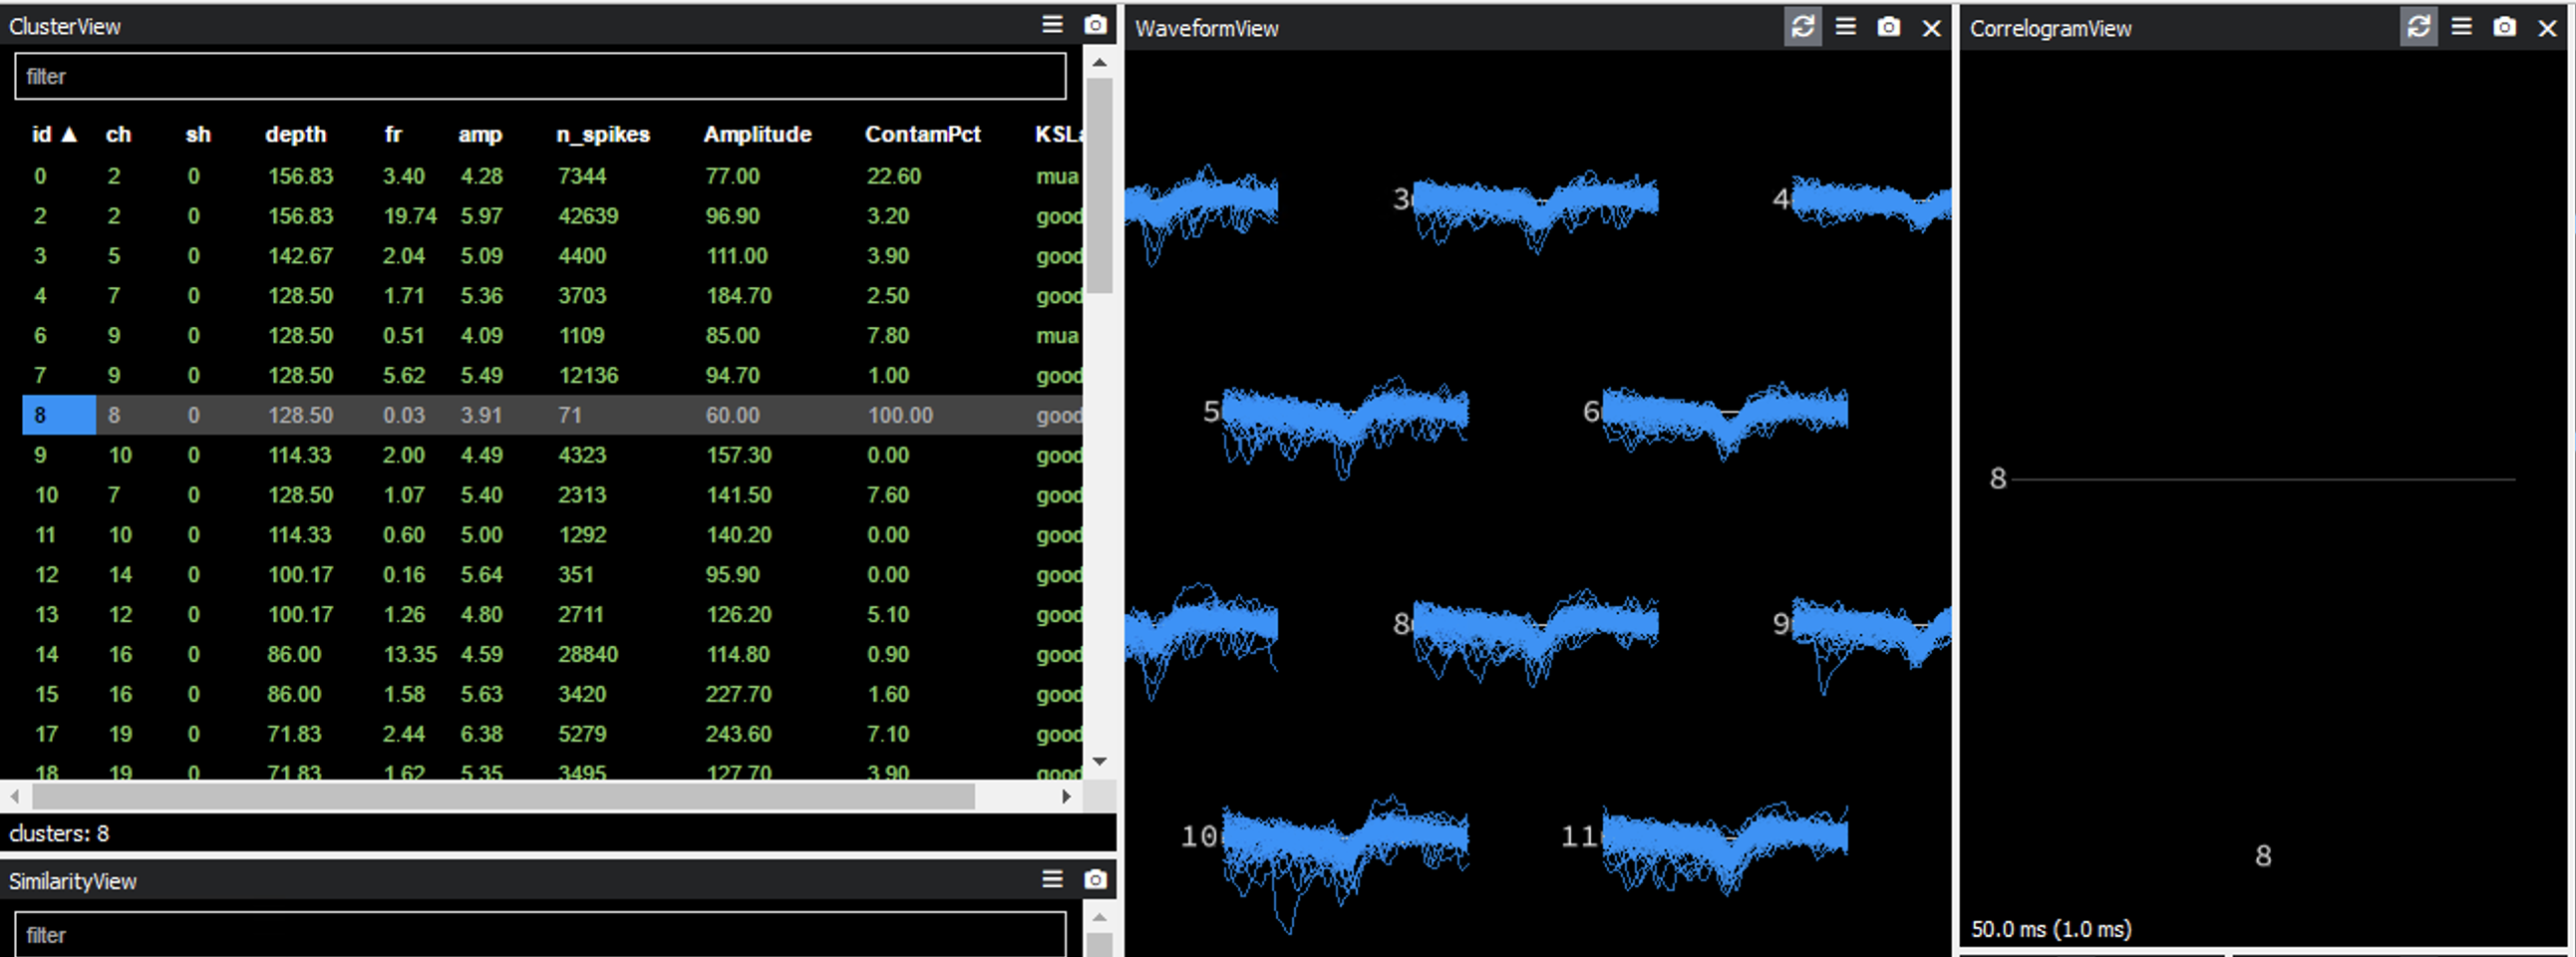 ClusterView
filter
id ▲ ch sh depth fr amp n_spikes Amplitude ContamPct KSLa
0 2 0 156.83 3.40 4.28 7344 77.00 22.60 mua
2 2 0 156.83 19.74 5.97 42639 96.90 3.20 good
3 5 0 142.67 2.04 5.09 4400 111.00 3.90 good
4 7 0 128.50 1.71 5.36 3703 184.70 2.50 good
6 9 0 128.50 0.51 4.09 1109 85.00 7.80 mua
7 9 0 128.50 5.62 5.49 12136 94.70 1.00 good
8 8 0 128.50 0.03 3.91 71 60.00 100.00 good
9 10 0 114.33 2.00 4.49 4323 157.30 0.00 good
10 7 0 128.50 1.07 5.40 2313 141.50 7.60 good
11 10 0 114.33 0.60 5.00 1292 140.20 0.00 good
12 14 0 100.17 0.16 5.64 351 95.90 0.00 good
13 12 0 100.17 1.26 4.80 2711 126.20 5.10 good
14 16 0 86.00 13.35 4.59 28840 114.80 0.90 good
15 16 0 86.00 1.58 5.63 3420 227.70 1.60 good
17 19 0 71.83 2.44 6.38 5279 243.60 7.10 good
18 19 0 71.83 1.62 5.35 3495 127.70 3.90 good
clusters: 8
SimilarityView
filter
WaveformView
3 4
5 6
8 9
10 11
CorrelogramView
8
8
50.0 ms (1.0 ms)